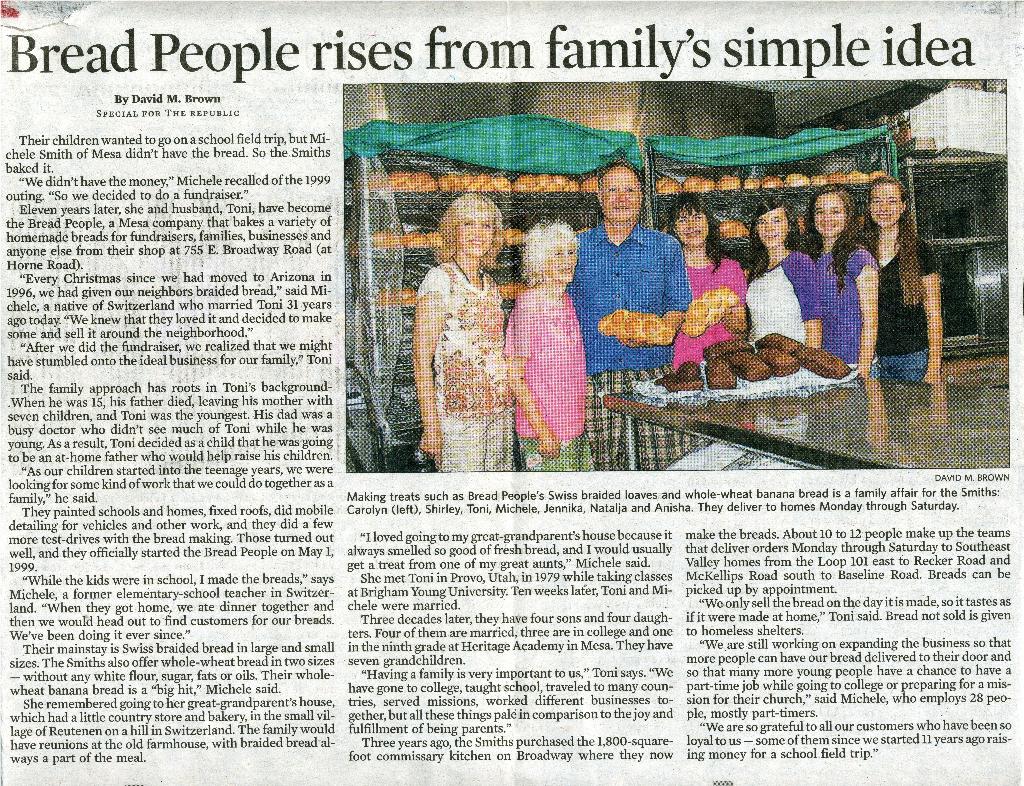 Bread People rises from family's simple idea
By David M. Brown
SPECIAL FOR THE REPUBLIC
Their children wanted to go on a school field trip, but Mi-
chele Smith of Mesa didn't have the bread. So the Smiths
baked it.
"We didn't have the money," Michele recalled of the 1999
outing. "So we decided to do a fundraiser."
Eleven years later, she and husband, Toni, have become
the Bread People, a Mesa company that bakes a variety of
homemade breads for fundraisers, families, businesses and
anyone else from their shop at 755 E. Broadway Road (at
Horne Road).
"Every Christmas since we had moved to Arizona in
1996, we had given our neighbors braided bread," said Mi-
chele, a native of Switzerland who married Toni 31 years
ago today. "We knew that they loved it and decided to make
some and sell it around the neighborhood."
"After we did the fundraiser, we realized that we might
have stumbled onto the ideal business for our family," Toni
said.
The family approach has roots in Toni's background.
When he was 15, his father died, leaving his mother with
seven children, and Toni was the youngest. His dad was a
busy doctor who didn't see much of Toni while he was
young. As a result, Toni decided as a child that he was going
to be an at-home father who would help raise his children.
"As our children started into the teenage years, we were
looking for some kind of work that we could do together as a
family," he said.
They painted schools and homes, fixed roofs, did mobile
detailing for vehicles and other work, and they did a few
more test-drives with the bread making. Those turned out
well, and they officially started the Bread People on May 1,
1999.
"While the kids were in school, I made the breads," says
Michele, a former elementary-school teacher in Switzer-
land. "When they got home, we ate dinner together and
then we would head out to find customers for our breads.
We've been doing it ever since."
Their mainstay is Swiss braided bread in large and small
sizes. The Smiths also offer whole-wheat bread in two sizes
— without any white flour, sugar, fats or oils. Their whole-
wheat banana bread is a "big hit," Michele said.
She remembered going to her great-grandparent's house,
which had a little country store and bakery, in the small vil-
lage of Reutenen on a hill in Switzerland. The family would
have reunions at the old farmhouse, with braided bread al-
ways a part of the meal.
DAVID M. BROWN
Making treats such as Bread People's Swiss braided loaves and whole-wheat banana bread is a family affair for the Smiths:
Carolyn (left), Shirley, Toni, Michele, Jennika, Natalja and Anisha. They deliver to homes Monday through Saturday.
"I loved going to my great-grandparent's house because it
always smelled so good of fresh bread, and I would usually
get a treat from one of my great aunts," Michele said.
She met Toni in Provo, Utah, in 1979 while taking classes
at Brigham Young University. Ten weeks later, Toni and Mi-
chele were married.
Three decades later, they have four sons and four daugh-
ters. Four of them are married, three are in college and one
in the ninth grade at Heritage Academy in Mesa. They have
seven grandchildren.
"Having a family is very important to us," Toni says. "We
have gone to college, taught school, traveled to many coun-
tries, served missions, worked different businesses to-
gether, but all these things pale in comparison to the joy and
fulfillment of being parents."
Three years ago, the Smiths purchased the 1,800-square-
foot commissary kitchen on Broadway where they now
make the breads. About 10 to 12 people make up the teams
that deliver orders Monday through Saturday to Southeast
Valley homes from the Loop 101 east to Recker Road and
McKellips Road south to Baseline Road. Breads can be
picked up by appointment.
"We only sell the bread on the day it is made, so it tastes as
if it were made at home," Toni said. Bread not sold is given
to homeless shelters.
"We are still working on expanding the business so that
more people can have our bread delivered to their door and
so that many more young people have a chance to have a
part-time job while going to college or preparing for a mis-
sion for their church," said Michele, who employs 28 peo-
ple, mostly part-timers.
"We are so grateful to all our customers who have been so
loyal to us — some of them since we started 11 years ago rais-
ing money for a school field trip."